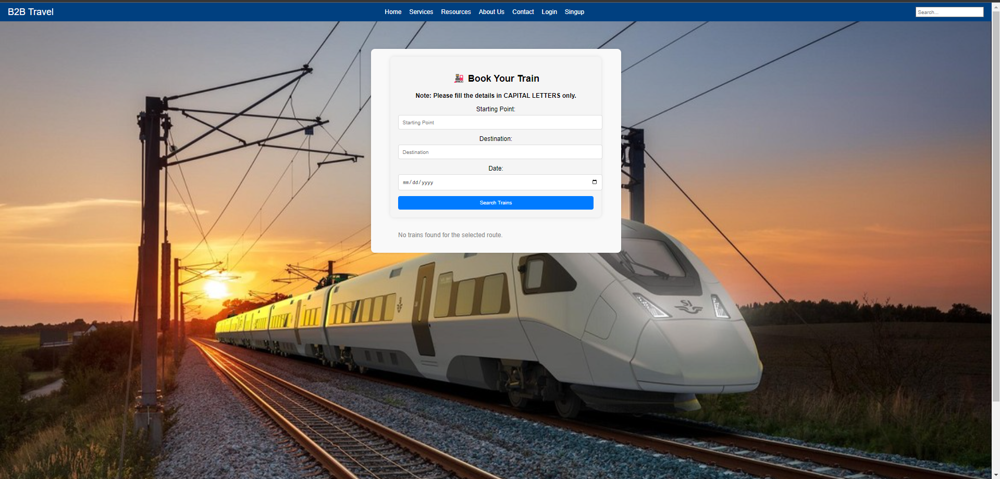 B2B Travel
Home Services Resources About Us Contact Login Singup
Search...
🚂 Book Your Train
Note: Please fill the details in CAPITAL LETTERS only.
Starting Point:
Starting Point
Destination:
Destination
Date:
mm/dd/yyyy
Search Trains
No trains found for the selected route.
SJ